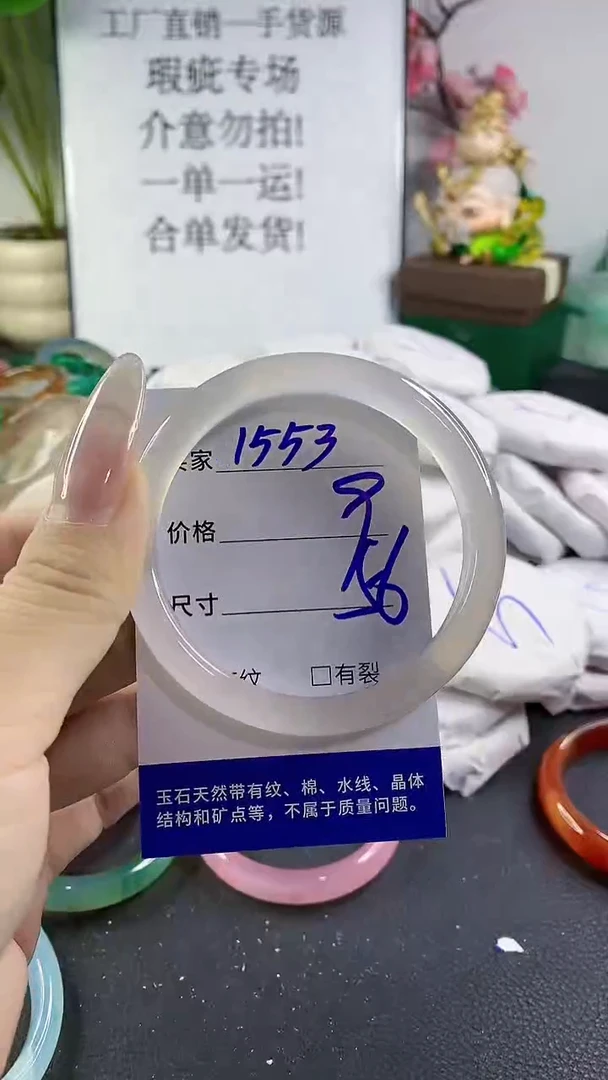 工厂直销一手货源
瑕疵专场
介意勿拍!
一单一运!
合单发货!
家 1553
价格
尺寸
纹 □有裂
玉石天然带有纹、棉、水线、晶体
结构和矿点等，不属于质量问题。